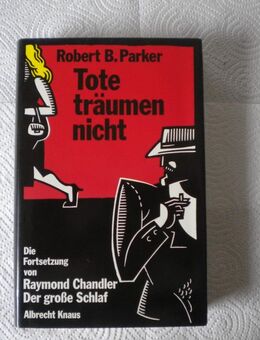 Robert B. Parker
Tote
träumen
nicht
Die
Fortsetzung
von
Raymond Chandler
Der große Schlaf
Albrecht Knaus